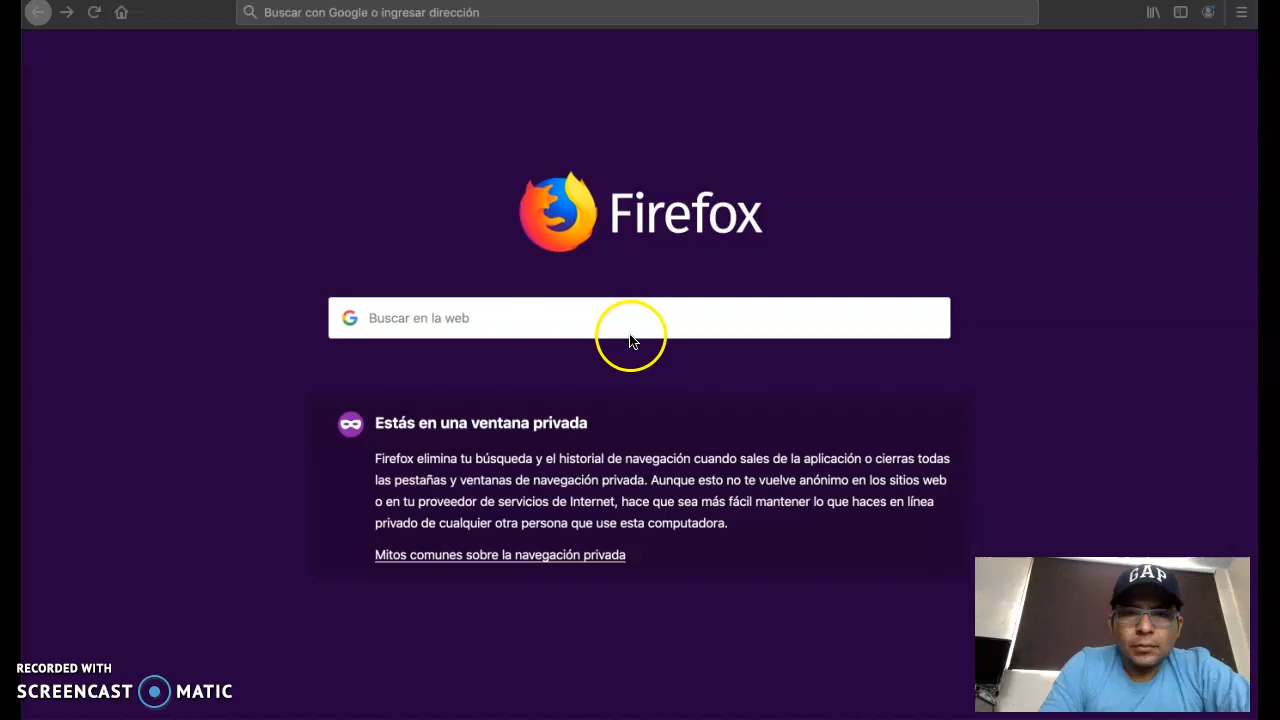 Buscar con Google o ingresar dirección
Firefox
Buscar en la web
Estás en una ventana privada
Firefox elimina tu búsqueda y el historial de navegación cuando sales de la aplicación o cierras todas
las pestañas y ventanas de navegación privada. Aunque esto no te vuelve anónimo en los sitios web
o en tu proveedor de servicios de Internet, hace que sea más fácil mantener lo que haces en línea
privado de cualquier otra persona que use esta computadora.
Mitos comunes sobre la navegación privada
GAP
RECORDED WITH
SCREENCAST MATIC